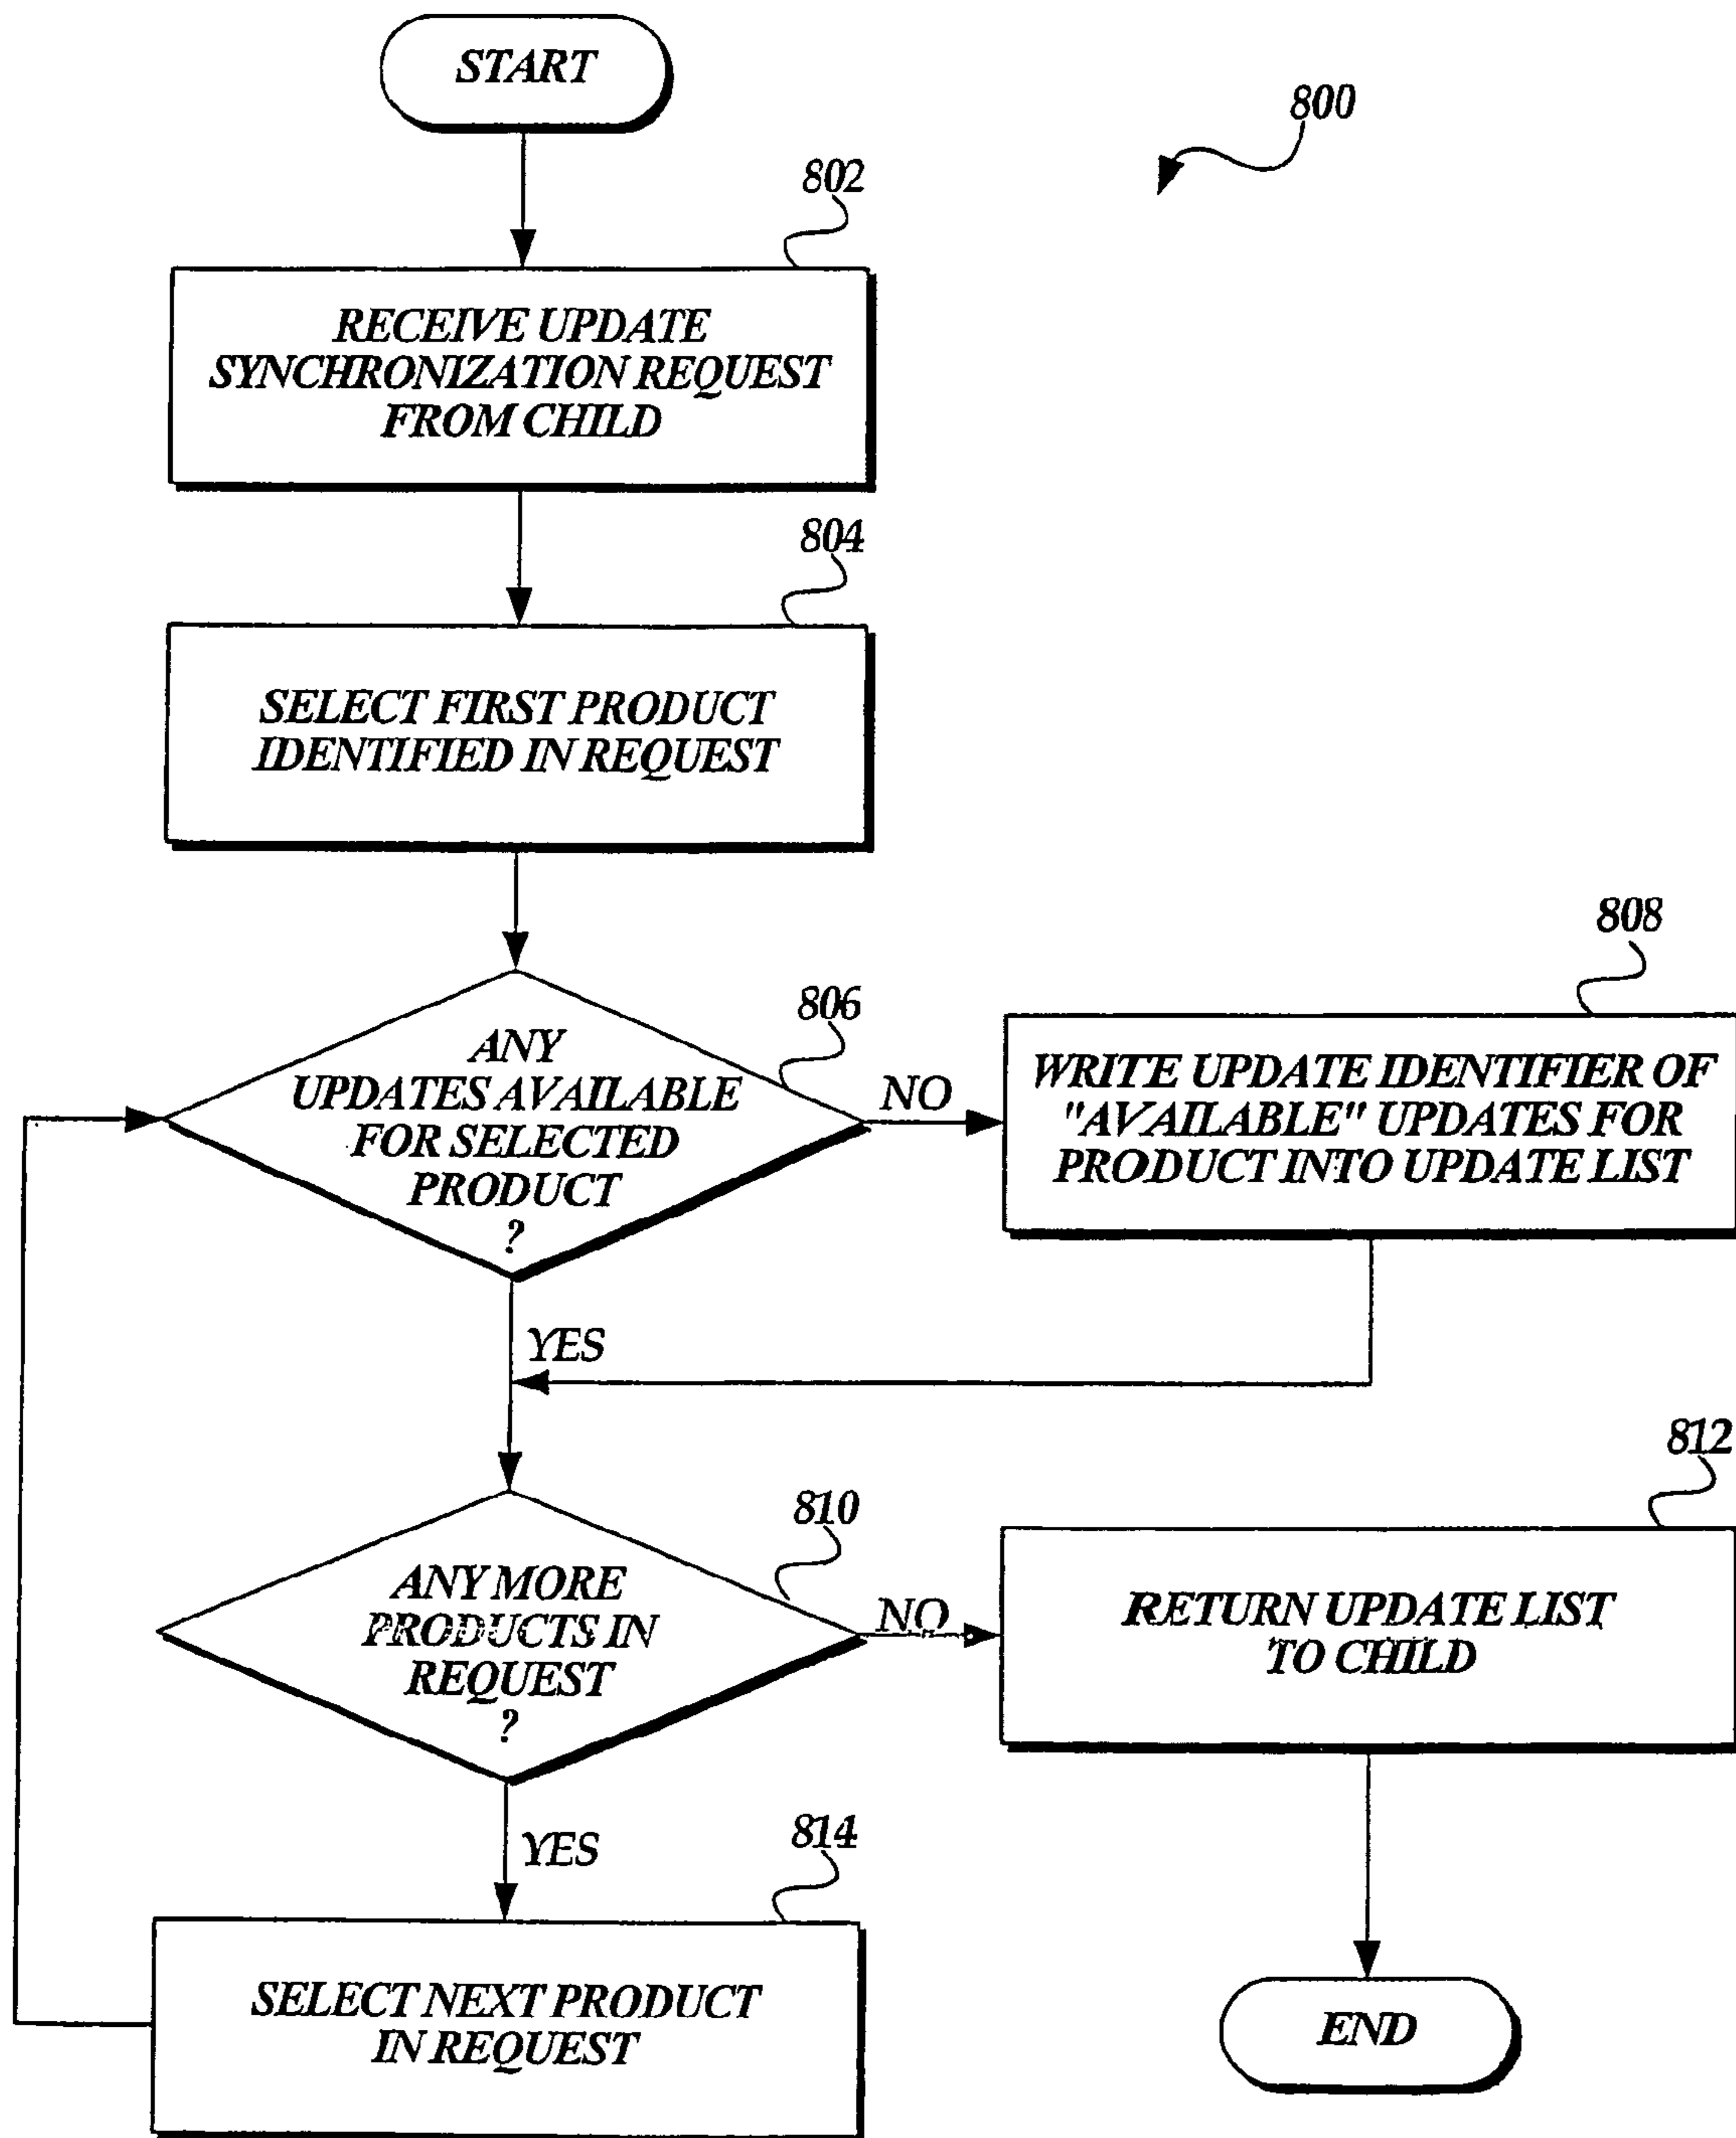 START
800
802
RECEIVE UPDATE
SYNCHRONIZATION REQUEST
FROM CHILD
804
SELECT FIRST PRODUCT
IDENTIFIED IN REQUEST
806
ANY
UPDATES AVAILABLE
FOR SELECTED
PRODUCT
?
NO
808
WRITE UPDATE IDENTIFIER OF
"AVAILABLE" UPDATES FOR
PRODUCT INTO UPDATE LIST
YES
810
ANY MORE
PRODUCTS IN
REQUEST
?
NO
812
RETURN UPDATE LIST
TO CHILD
YES
814
SELECT NEXT PRODUCT
IN REQUEST
END